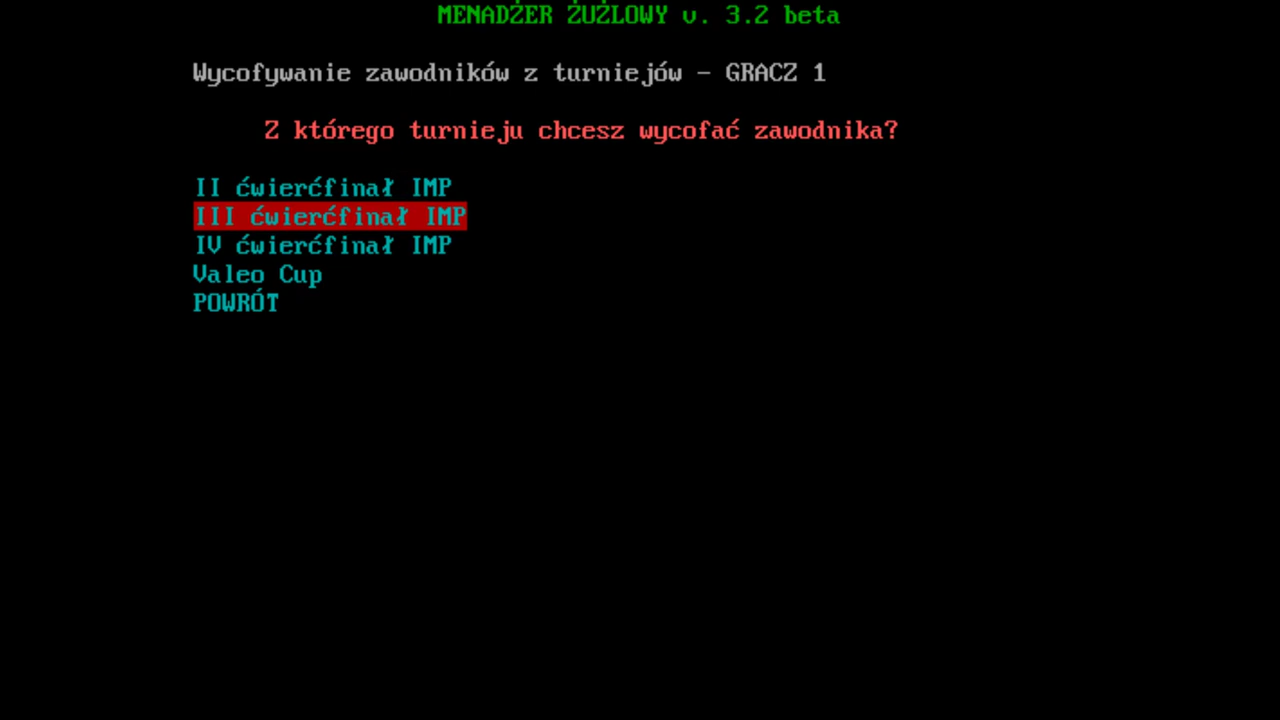 MENADŻER ŻUŻLOWY v. 3.2 beta
Wycofywanie zawodników z turniejów - GRACZ 1
Z którego turnieju chcesz wycofać zawodnika?
II ćwierćfinał IMP
III ćwierćfinał IMP
IV ćwierćfinał IMP
Valeo Cup
POWRÓT